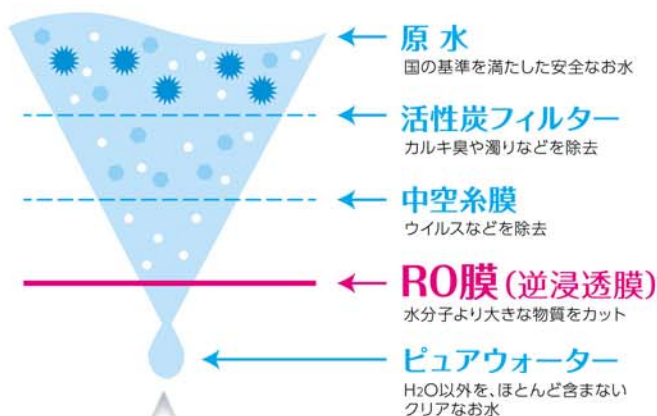 原水
国の基準を満たした安全なお水
活性炭フィルター
カルキ臭や濁りなどを除去
中空糸膜
ウイルスなどを除去
RO膜(逆浸透膜)
水分子より大きな物質をカット
ピュアウォーター
H₂O以外を、ほとんど含まない
クリアなお水